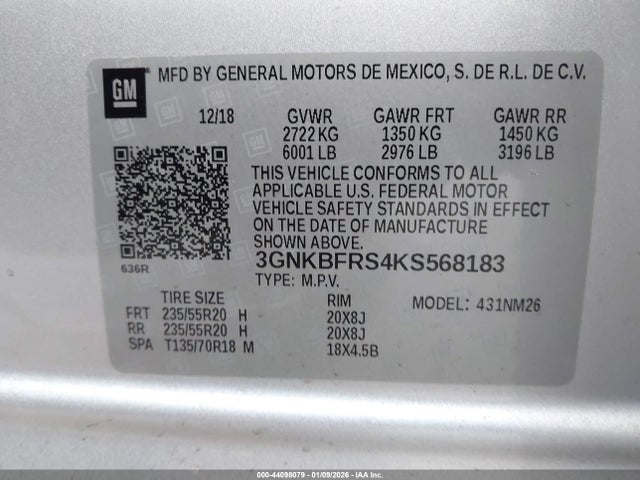 GM MFD BY GENERAL MOTORS DE MEXICO, S. DE R.L. DE C.V.
12/18 GVWR GAWR FRT GAWR RR
2722 KG 1350 KG 1450 KG
6001 LB 2976 LB 3196 LB
THIS VEHICLE CONFORMS TO ALL
APPLICABLE U.S. FEDERAL MOTOR
VEHICLE SAFETY STANDARDS IN EFFECT
ON THE DATE OF MANUFACTURE
SHOWN ABOVE.
636R
3GNKBFRS4KS568183
TYPE: M.P.V.
TIRE SIZE RIM MODEL: 431NM26
FRT 235/55R20 H 20X8J
RR 235/55R20 H 20X8J
SPA T135/70R18 M 18X4.5B
000-44098079 - 01/09/2026 - IAA Inc.